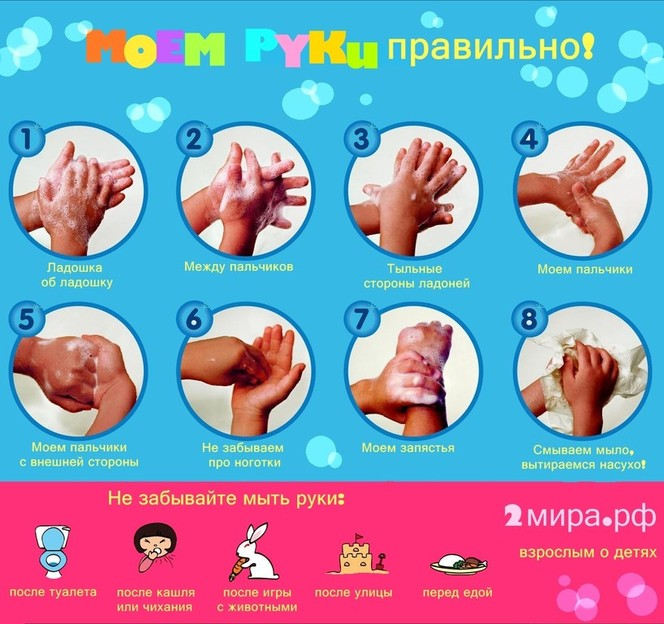 Моем Руки правильно!
1
2
3
4
Ладошка
об ладошку
Между пальчиков
Тыльные
стороны ладоней
Моем пальчики
5
6
7
8
Моем пальчики
с внешней стороны
Не забываем
про ноготки
Моем запястья
Смываем мыло,
вытираемся насухо!
Не забывайте мыть руки:
2мира.рф
взрослым о детях
после туалета
после кашля
или чихания
после игры
с животными
после улицы
перед едой